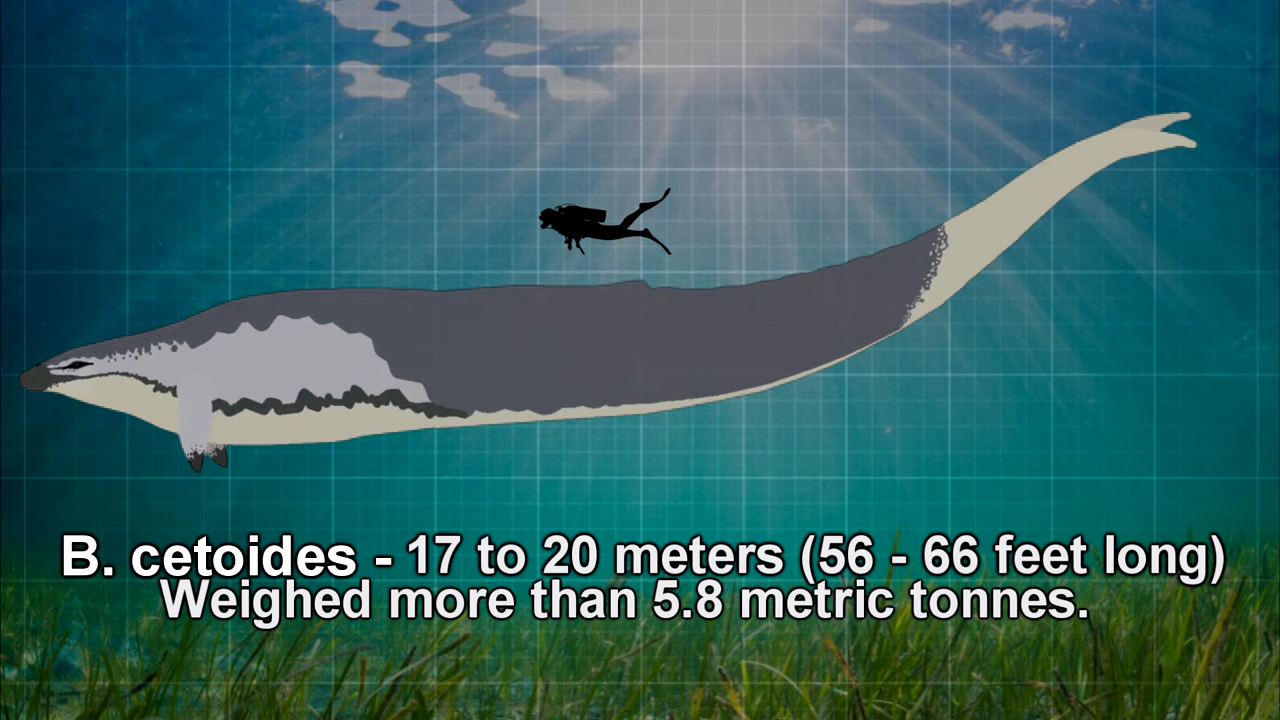 B. cetoides - 17 to 20 meters (56 - 66 feet long)
Weighed more than 5.8 metric tonnes.